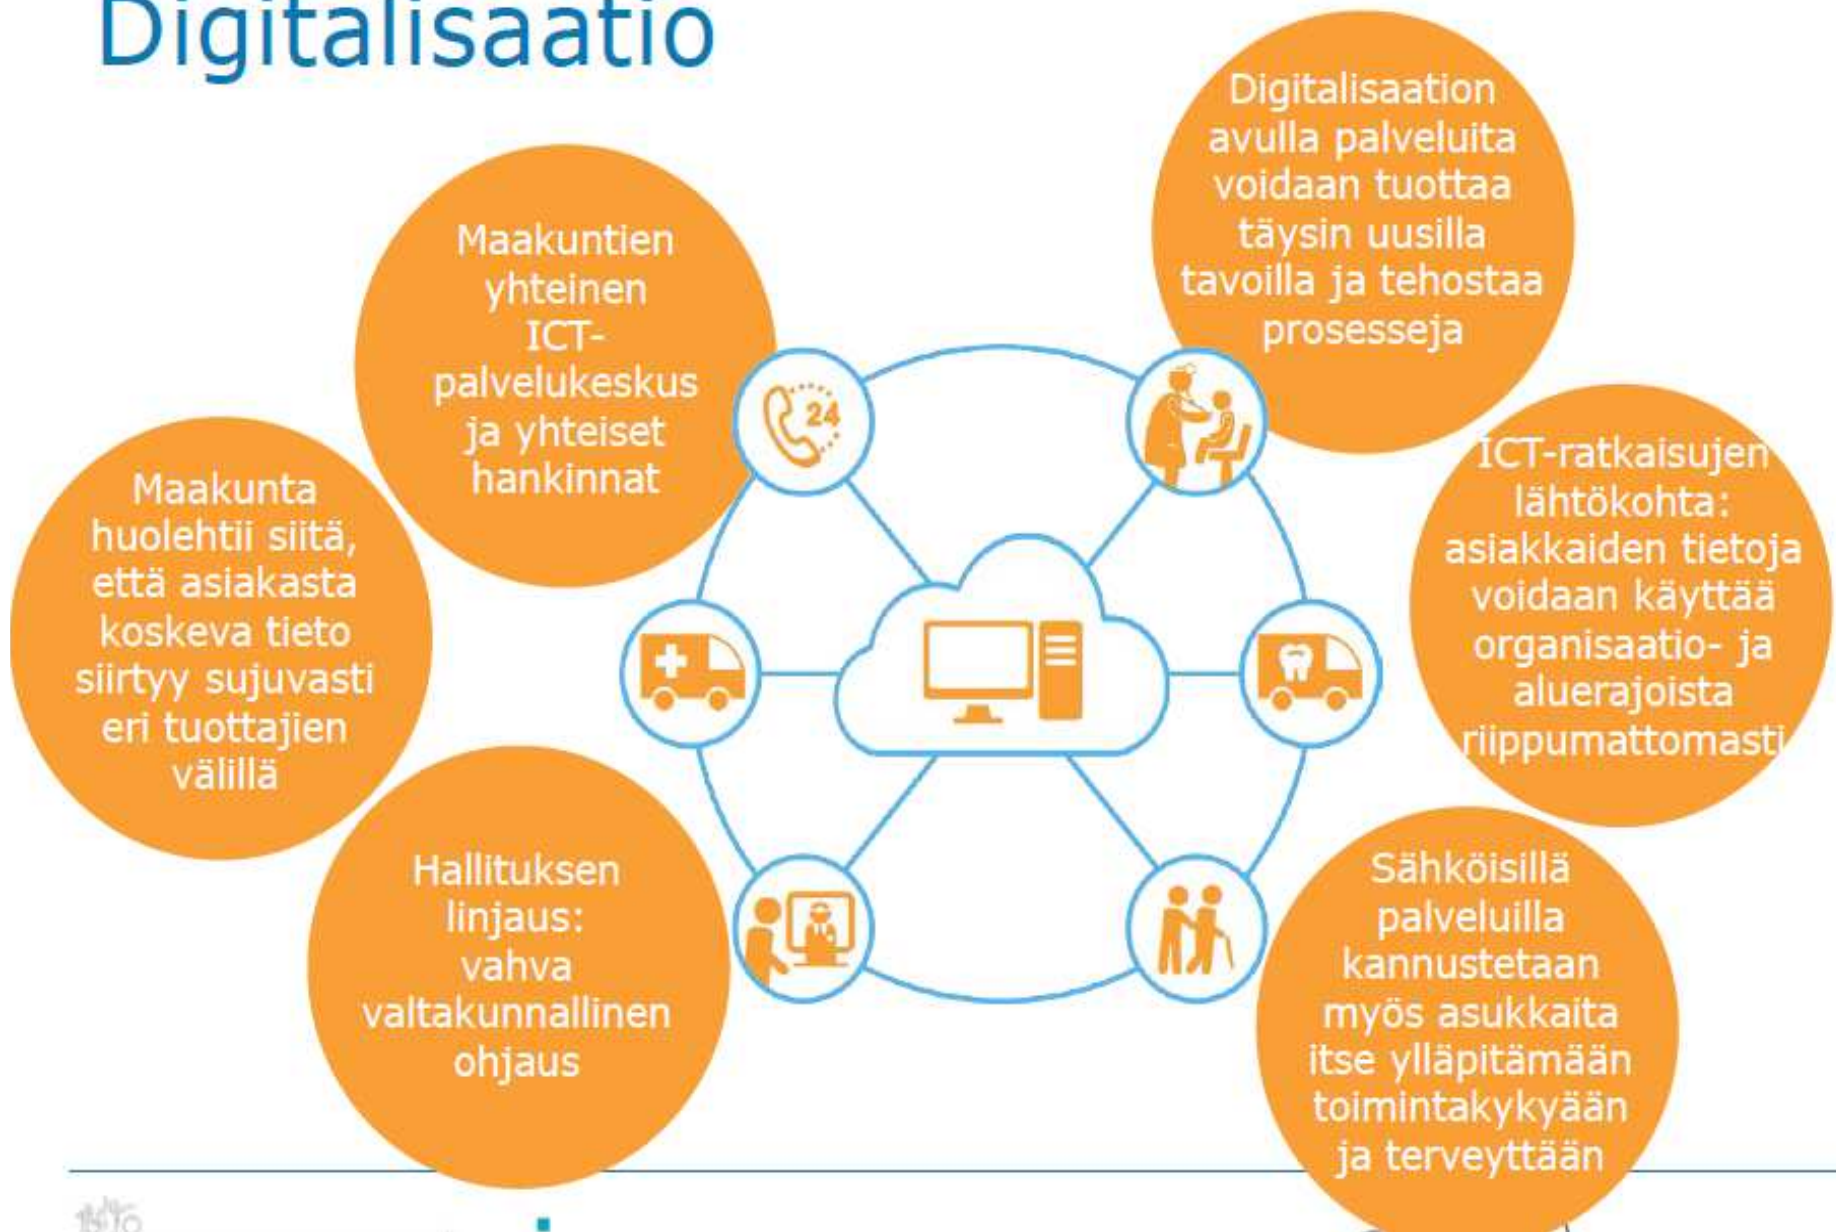 Digitalisaatio
Digitalisaation
avulla palveluita
voidaan tuottaa
täysin uusilla
tavoilla ja tehostaa
prosesseja
Maakuntien
yhteinen
ICT-
palvelukeskus
ja yhteiset
hankinnat
24
ICT-ratkaisujen
lähtökohta:
asiakkaiden tietoja
voidaan käyttää
organisaatio- ja
aluerajoista
riippumattomasti
Maakunta
huolehtii siitä,
että asiakasta
koskeva tieto
siirtyy sujuvasti
eri tuottajien
välillä
Hallituksen
linjaus:
vahva
valtakunnallinen
ohjaus
Sähköisillä
palveluilla
kannustetaan
myös asukkaita
itse ylläpitämään
toimintakykyään
ja terveyttään